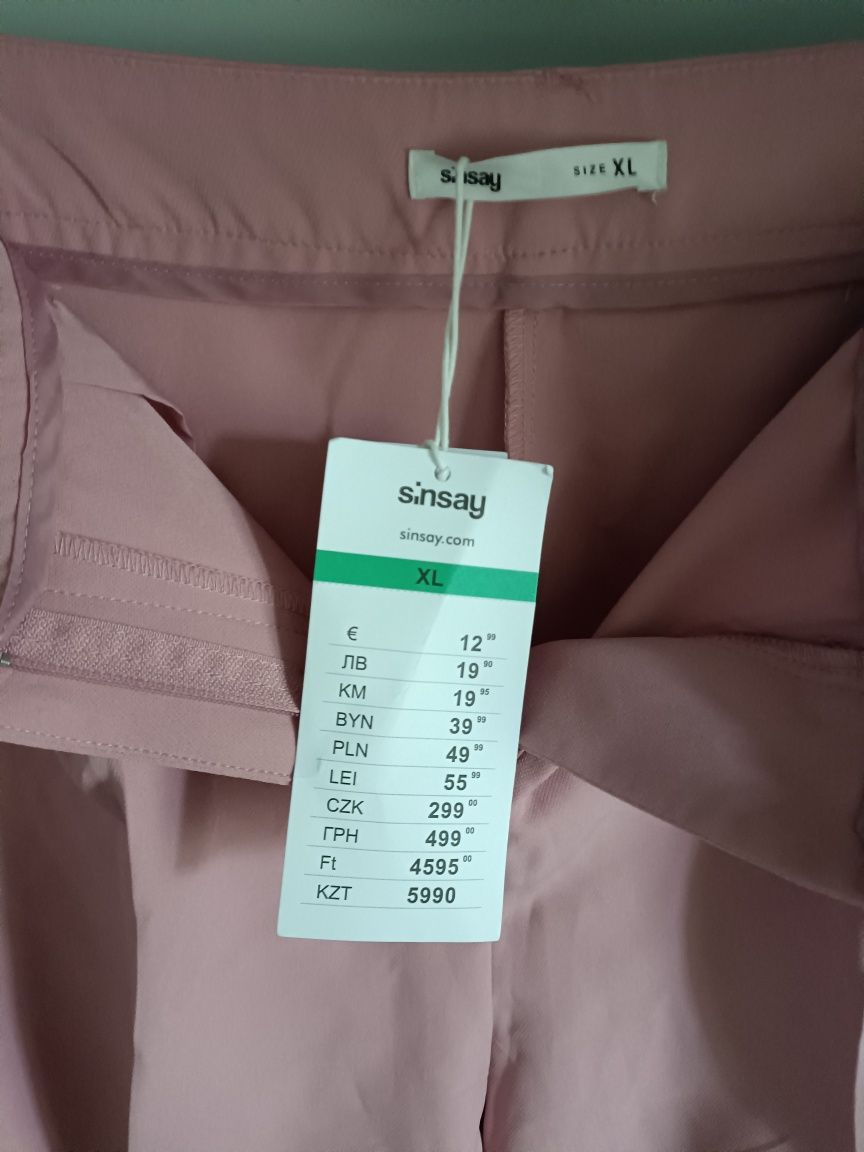 sinsay SIZE XL
sinsay
sinsay.com
XL
€ 12 99
ЛВ 19 90
KM 19 95
BYN 39 99
PLN 49 99
LEI 55 99
CZK 299 00
ГРН 499 00
Ft 4595 00
KZT 5990